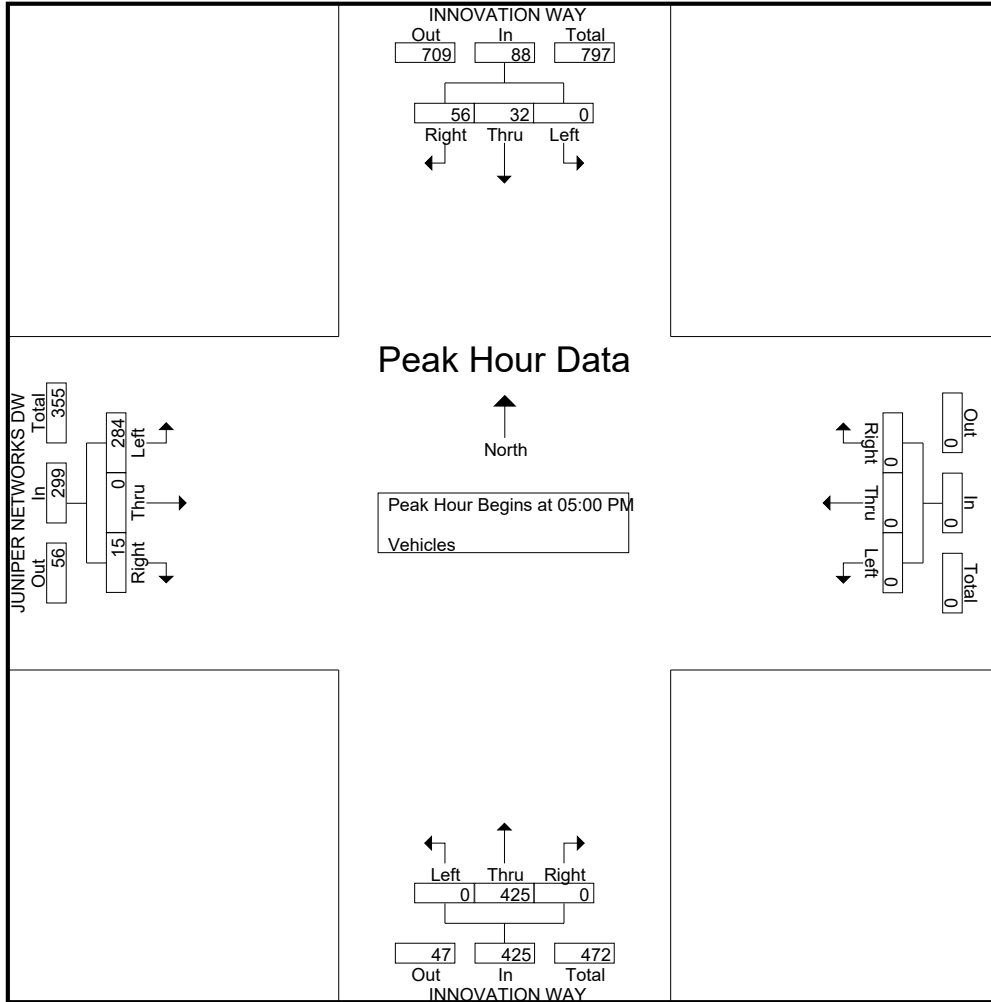 INNOVATION WAY
Out In Total
709 88 797
56 32 0
Right Thru Left
Peak Hour Data
North
Peak Hour Begins at 05:00 PM
Vehicles
JUNIPER NETWORKS DW
Out In Total
56 299 355
15 0 284
Right Thru Left
Out In Total
0 0 0
0 0 0
Right Thru Left
Left Thru Right
0 425 0
47 425 472
Out In Total
INNOVATION WAY